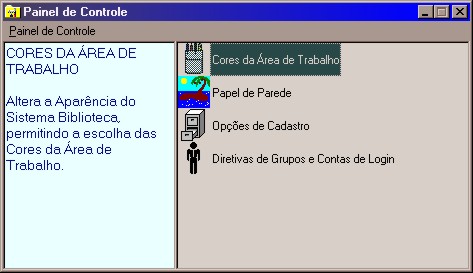 Painel de Controle
Painel de Controle
CORES DA ÁREA DE
TRABALHO
Altera a Aparência do
Sistema Biblioteca,
permitindo a escolha das
Cores da Área de
Trabalho.
Cores da Área de Trabalho
Papel de Parede
Opções de Cadastro
Diretivas de Grupos e Contas de Login